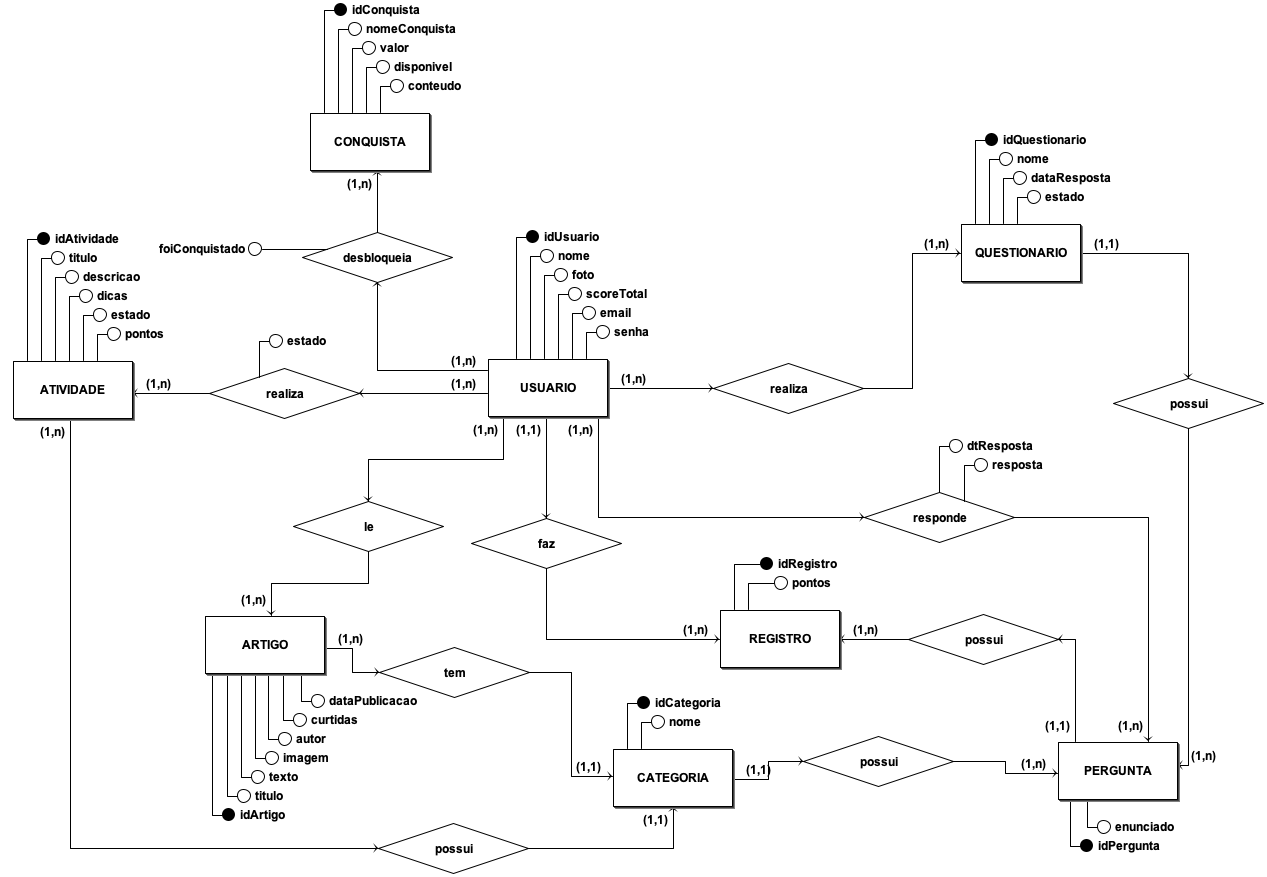 idConquista
nomeConquista
valor
disponivel
conteudo
CONQUISTA
(1,n)
foiConquistado
desbloqueia
(1,n)
idAtividade
titulo
descricao
dicas
estado
pontos
ATIVIDADE
(1,n)
estado
realiza
(1,n)
(1,n)
idUsuario
nome
foto
scoreTotal
email
senha
USUARIO
(1,n)
realiza
(1,n)
idQuestionario
nome
dataResposta
estado
QUESTIONARIO
(1,1)
possui
(1,n)
(1,n)
(1,1)
(1,n)
dtResposta
resposta
responde
le
faz
(1,n)
ARTIGO
(1,n)
dataPublicacao
curtidas
autor
imagem
texto
titulo
idArtigo
tem
(1,1)
idRegistro
pontos
(1,n)
REGISTRO
(1,n)
possui
(1,1)
(1,n)
(1,n)
idCategoria
nome
CATEGORIA
(1,1)
possui
(1,n)
PERGUNTA
enunciado
idPergunta
(1,1)
possui